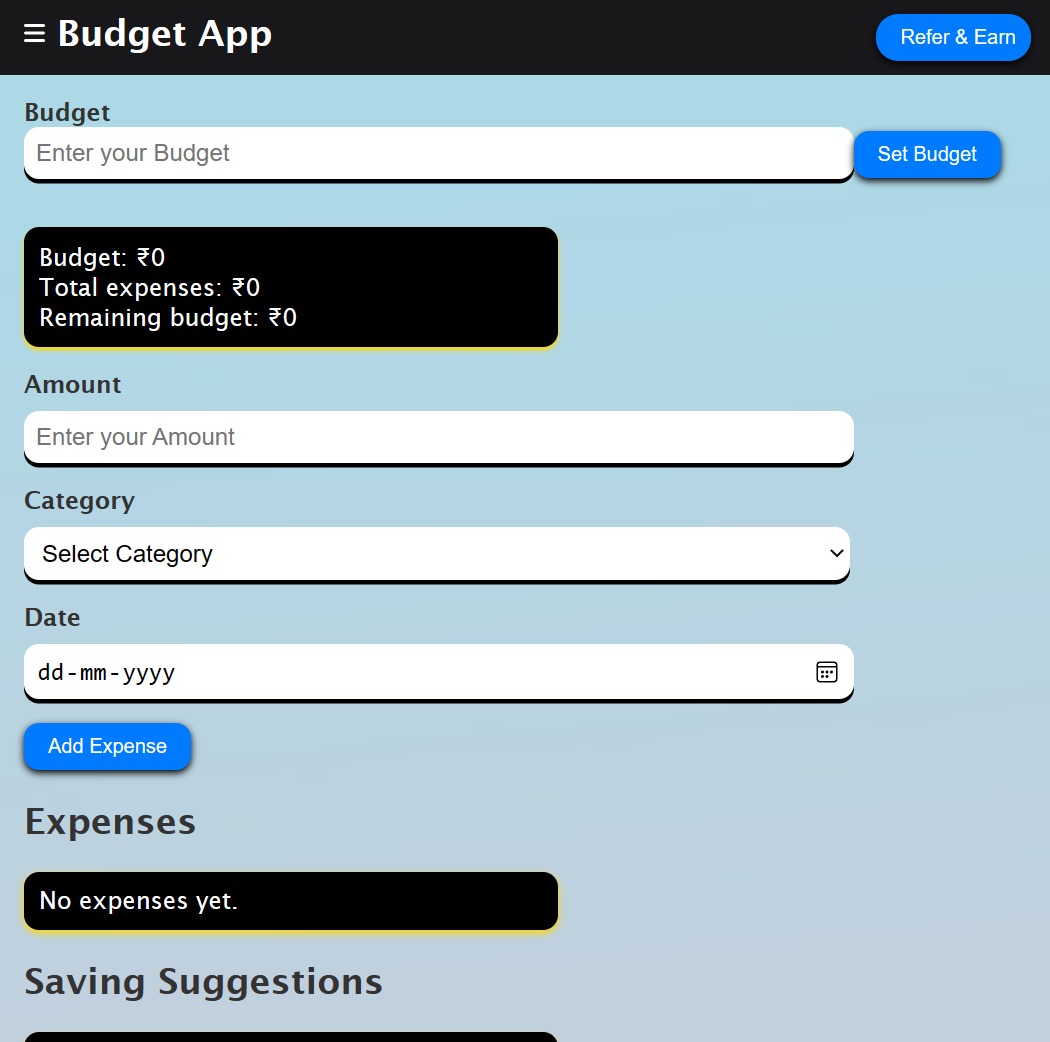 Budget App
Refer & Earn
Budget
Enter your Budget
Set Budget
Budget: ₹0
Total expenses: ₹0
Remaining budget: ₹0
Amount
Enter your Amount
Category
Select Category
Date
dd-mm-yyyy
Add Expense
Expenses
No expenses yet.
Saving Suggestions